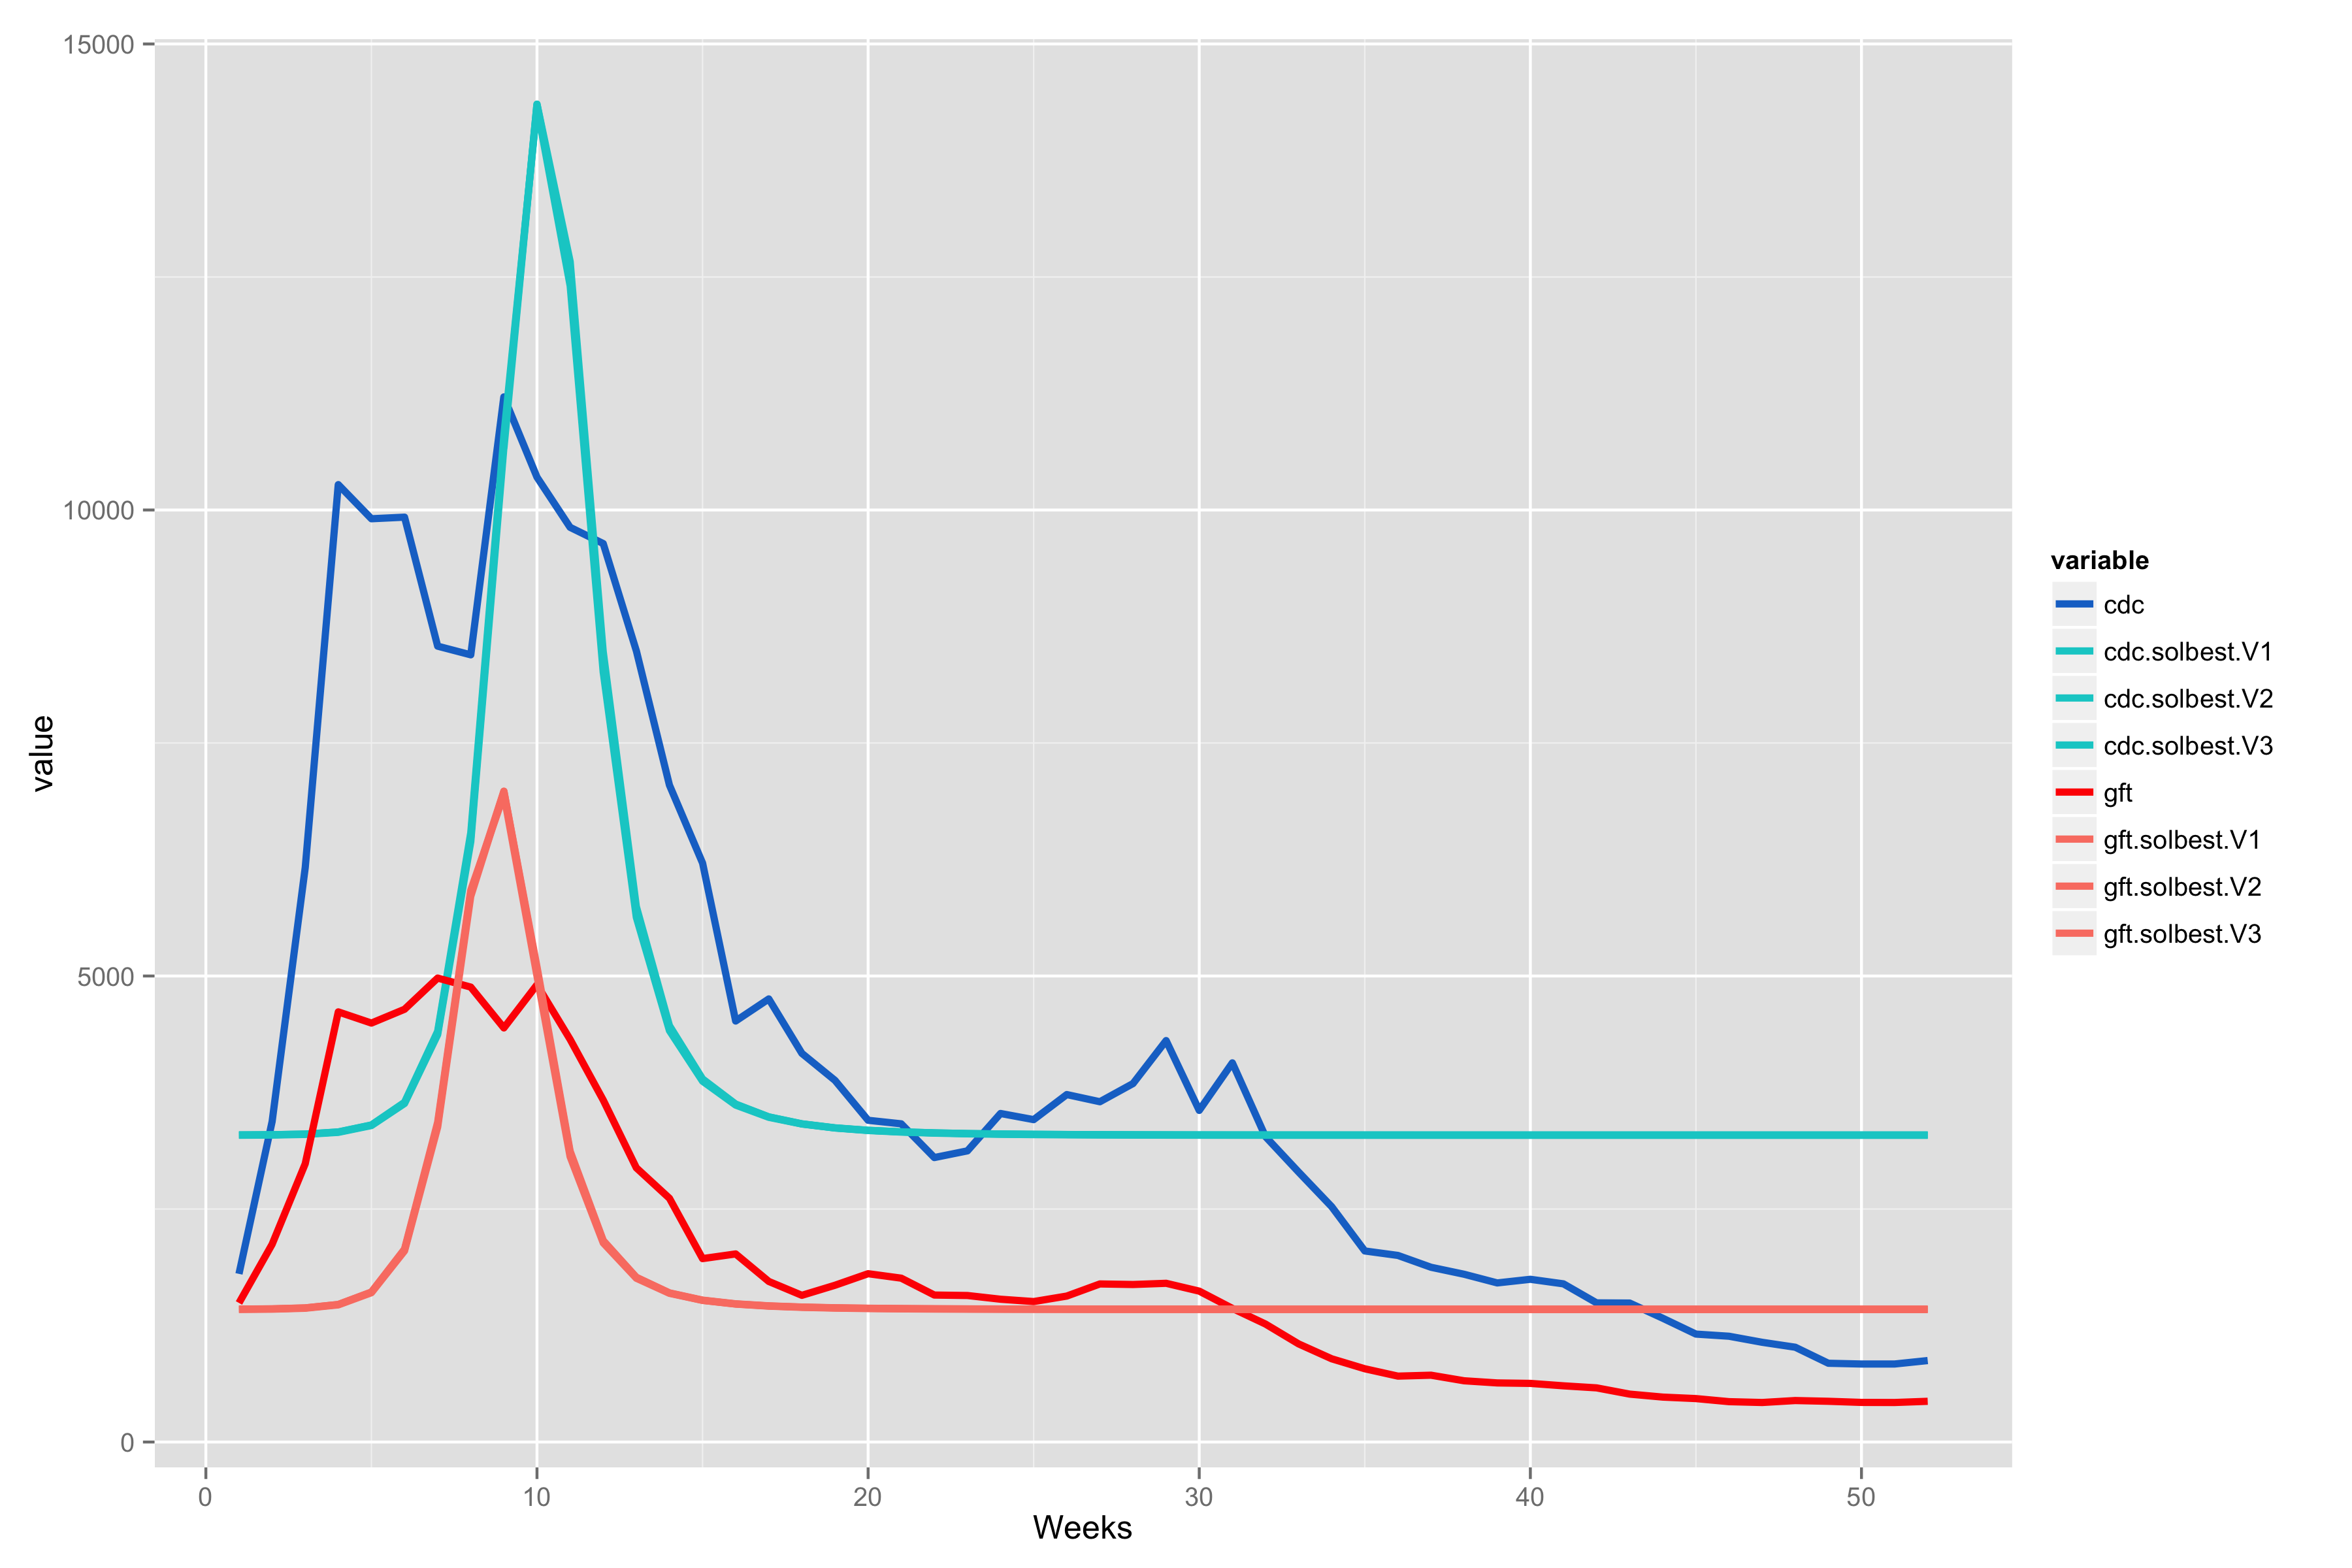 15000
10000
5000
0
value
0 10 20 30 40 50
Weeks
variable
cdc
cdc.solbest.V1
cdc.solbest.V2
cdc.solbest.V3
gft
gft.solbest.V1
gft.solbest.V2
gft.solbest.V3